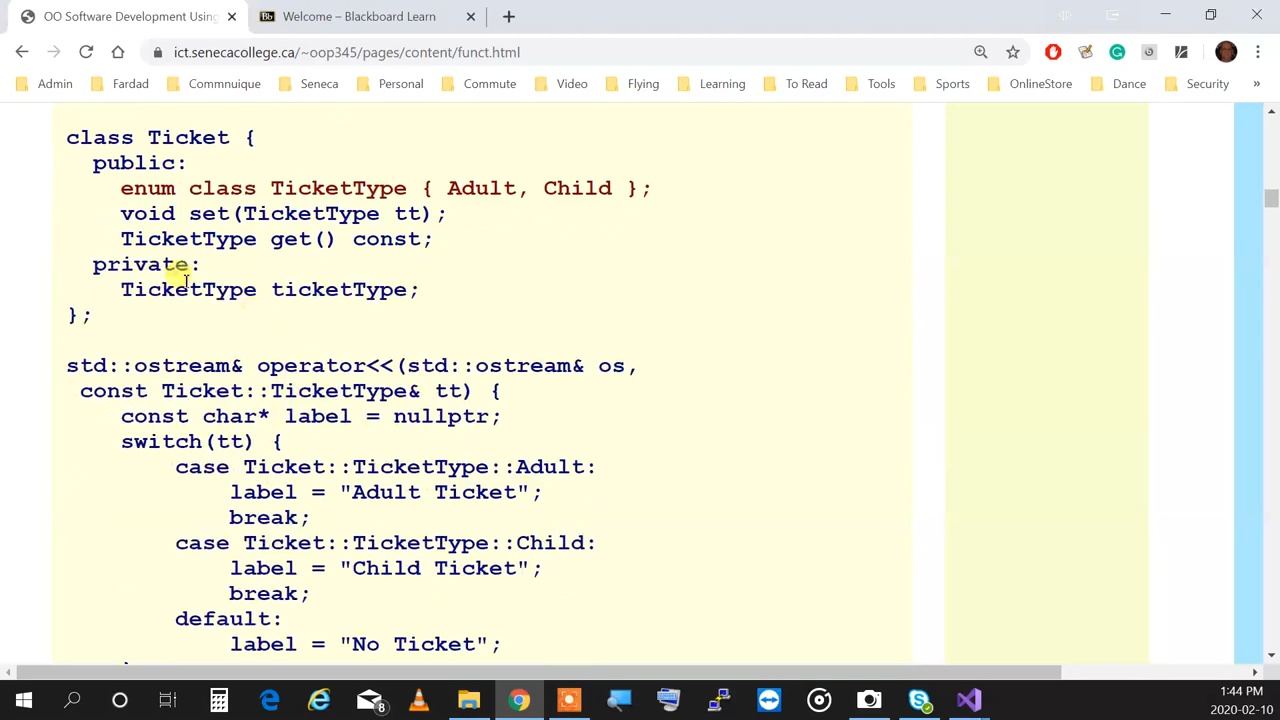 OO Software Development Using
Welcome – Blackboard Learn
ict.senecacollege.ca/~oop345/pages/content/funct.html
Admin Fardad Commnuique Seneca Personal Commute Video Flying Learning To Read Tools Sports OnlineStore Dance Security »
class Ticket {
public:
enum class TicketType { Adult, Child };
void set(TicketType tt);
TicketType get() const;
private:
TicketType ticketType;
};
std::ostream& operator<<(std::ostream& os,
const Ticket::TicketType& tt) {
const char* label = nullptr;
switch(tt) {
case Ticket::TicketType::Adult:
label = "Adult Ticket";
break;
case Ticket::TicketType::Child:
label = "Child Ticket";
break;
default:
label = "No Ticket";
8
1:44 PM
2020-02-10